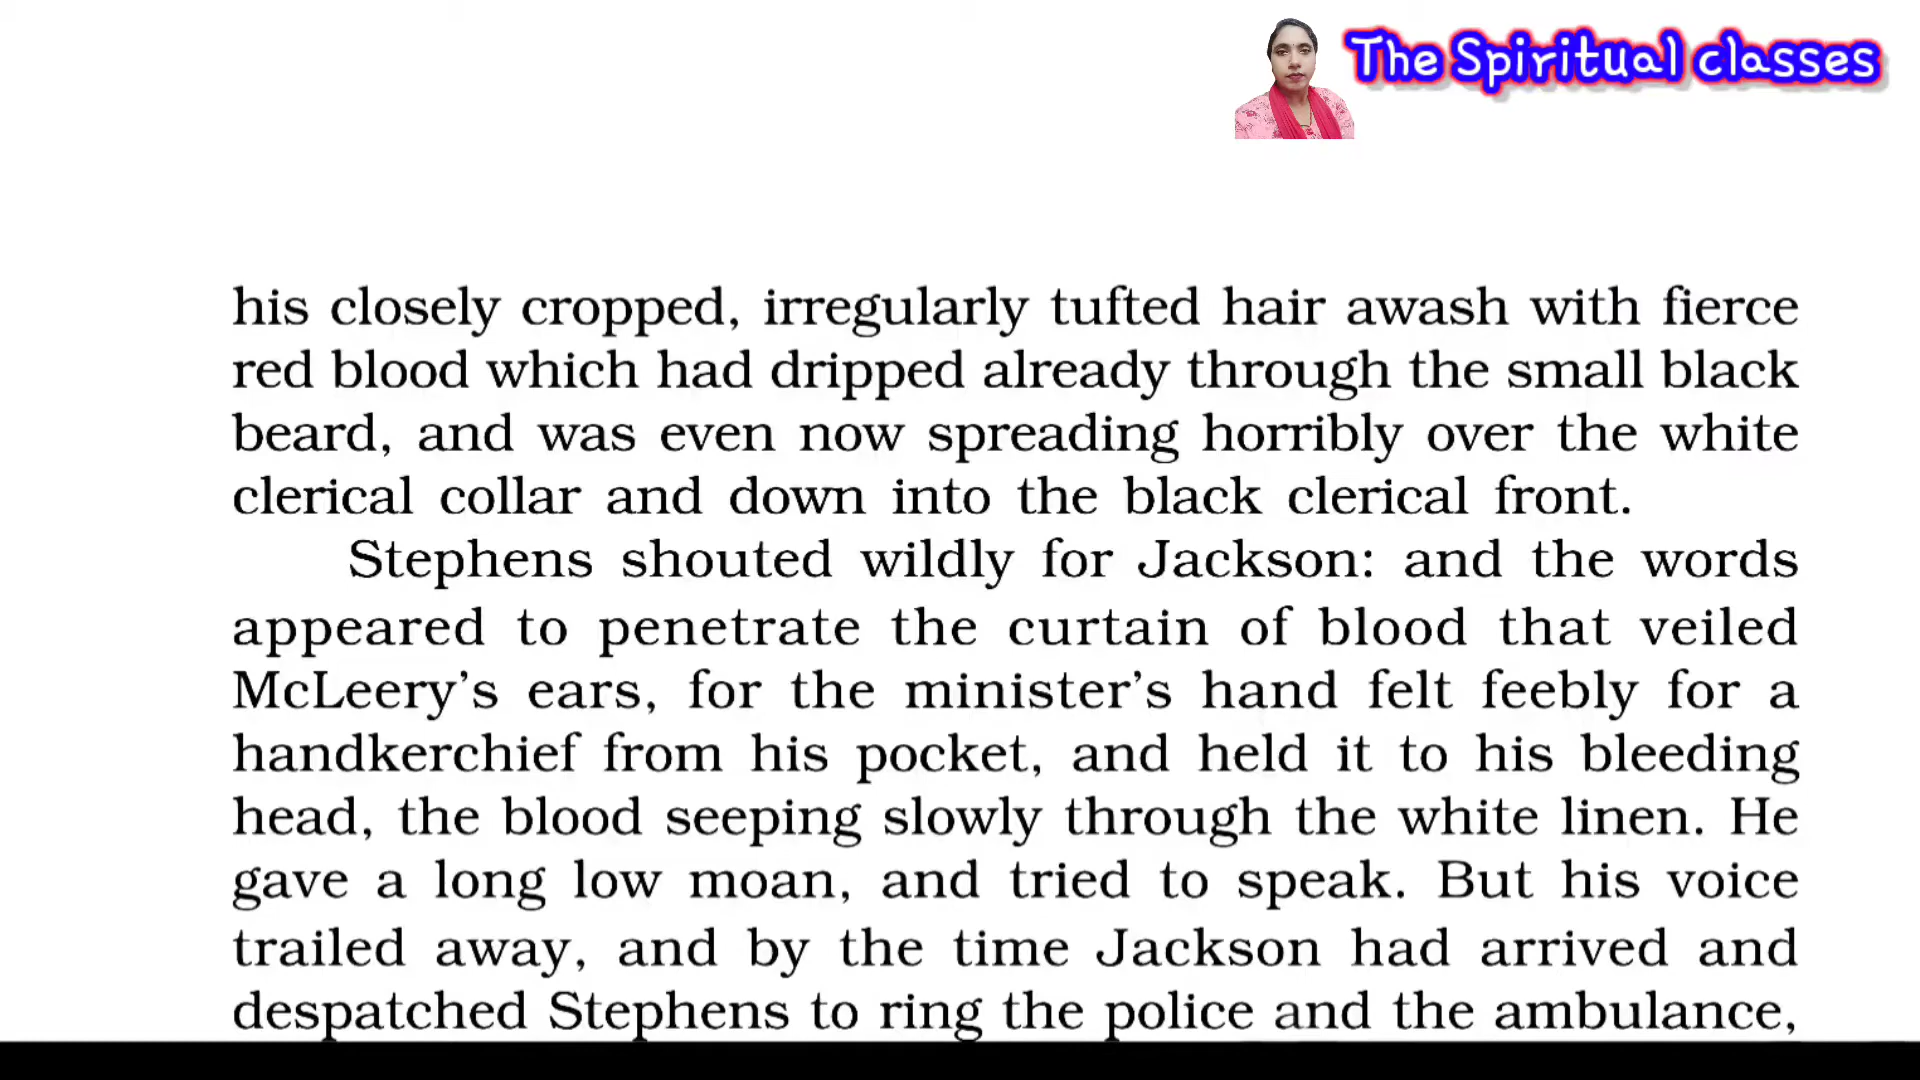 The Spiritual classes
his closely cropped, irregularly tufted hair awash with fierce
red blood which had dripped already through the small black
beard, and was even now spreading horribly over the white
clerical collar and down into the black clerical front.
Stephens shouted wildly for Jackson: and the words
appeared to penetrate the curtain of blood that veiled
McLeery’s ears, for the minister’s hand felt feebly for a
handkerchief from his pocket, and held it to his bleeding
head, the blood seeping slowly through the white linen. He
gave a long low moan, and tried to speak. But his voice
trailed away, and by the time Jackson had arrived and
despatched Stephens to ring the police and the ambulance,